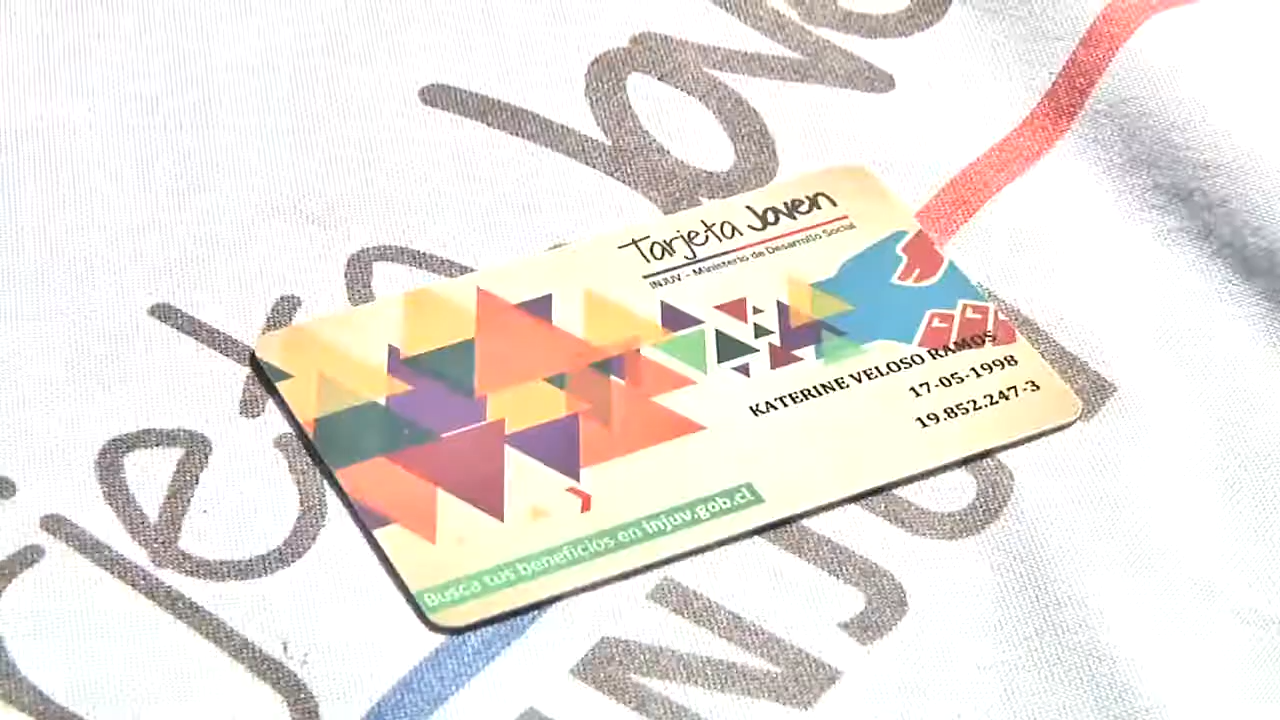 Tarjeta Joven
INJUV - Ministerio de Desarrollo Social
KATERINE VELOSO RAMOS
17-05-1998
19.852.247-3
Busca tus beneficios en injuv.gob.cl